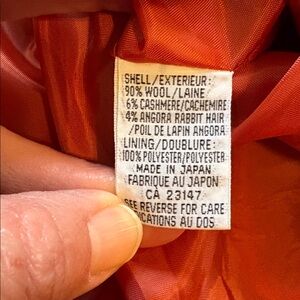 SHELL/EXTERIEUR:
90% WOOL/LAINE
6% CASHMERE/CACHEMIRE
4% ANGORA RABBIT HAIR
/POIL DE LAPIN ANGORA
LINING/DOUBLURE:
100% POLYESTER/POLYESTER
MADE IN JAPAN
FABRIQUE AU JAPON
CA 23147
SEE REVERSE FOR CARE
ICATIONS AU DOS